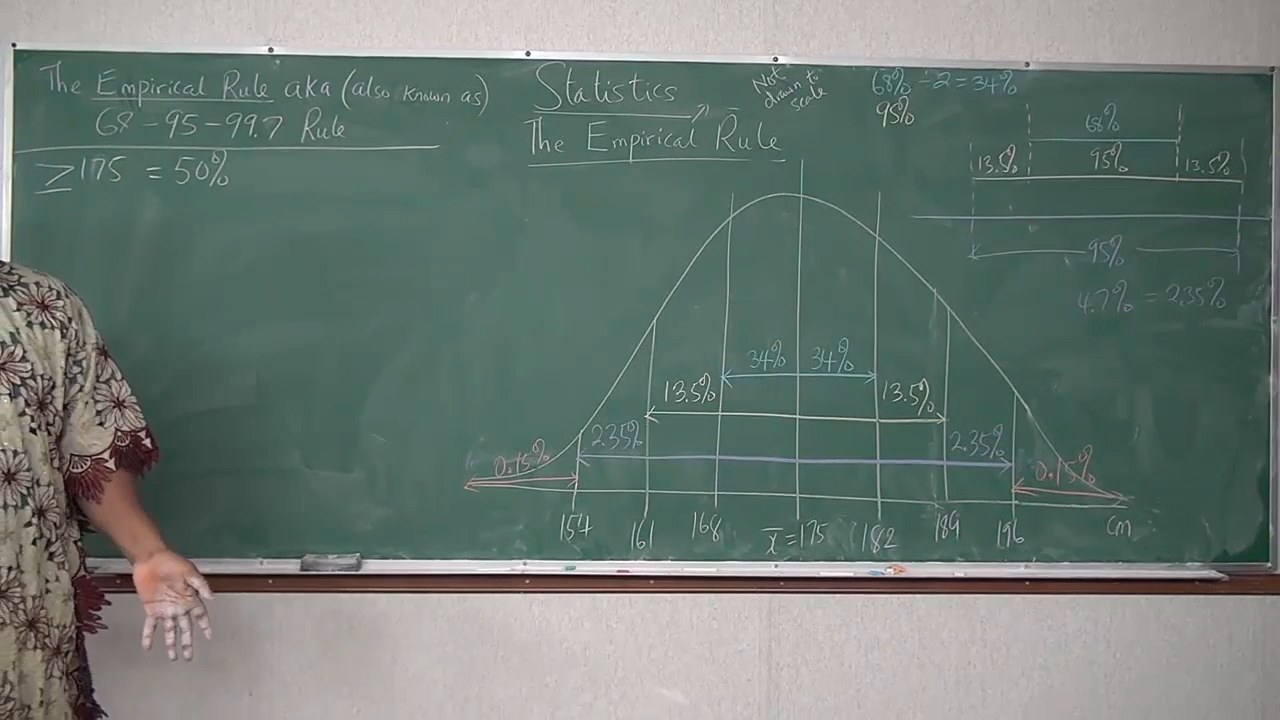 The Empirical Rule aka (also known as)
68-95-99.7 Rule
≥175 = 50%
Statistics
The Empirical Rule
Not
drawn to
scale
68% ÷2=34%
95%
68%
13.5% 95% 13.5%
95%
4.7% = 2.35%
34% 34%
13.5% 13.5%
0.15% 2.35% 2.35% 0.15%
154 161 168 x̄=175 182 189 196 cm